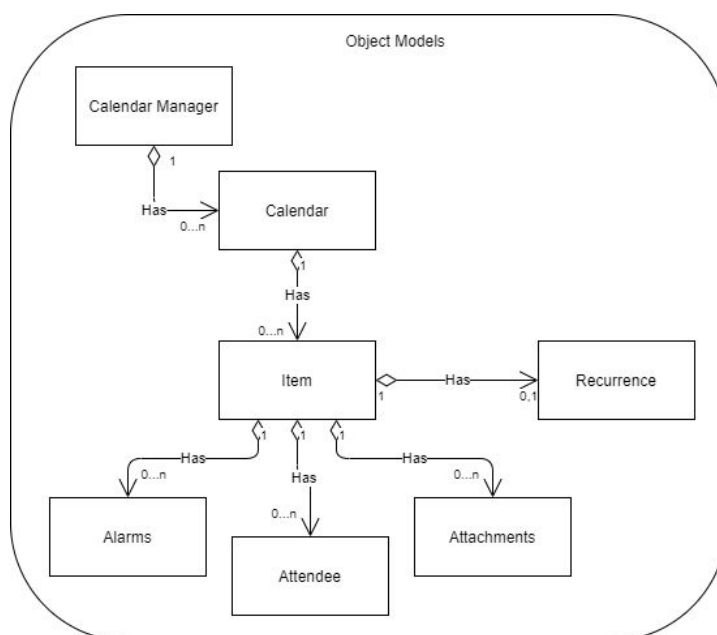 Object Models
Calendar Manager
1
Has
0...n
Calendar
1
Has
0...n
Item
1
Has
0,1
Recurrence
1
1
1
Has
Has
Has
0...n
0...n
0...n
Alarms
Attendee
Attachments